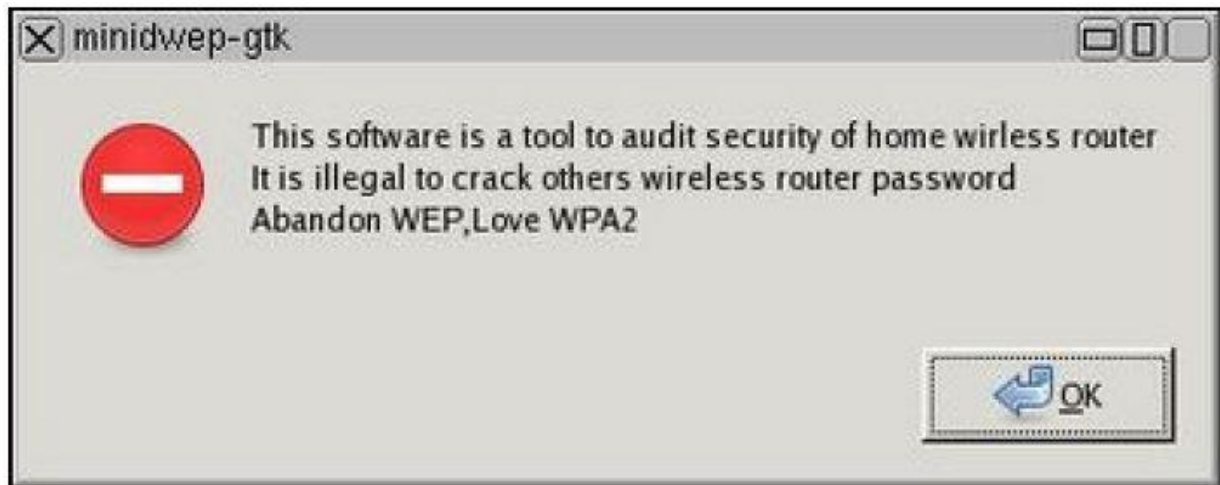 minidwep-gtk
This software is a tool to audit security of home wirless router
It is illegal to crack others wireless router password
Abandon WEP,Love WPA2
OK